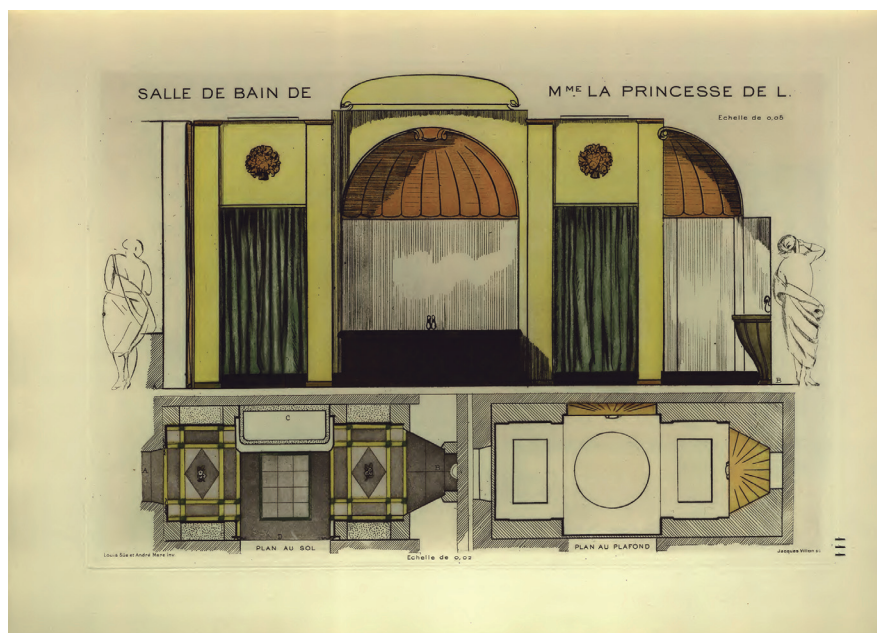 SALLE DE BAIN DE
MME LA PRINCESSE DE L.
Echelle de 0,05
B
C
A
B
PLAN AU SOL
PLAN AU PLAFOND
Louis Süe et André Mare inv.
Echelle de 0,02
Jacques Villon sc.
III